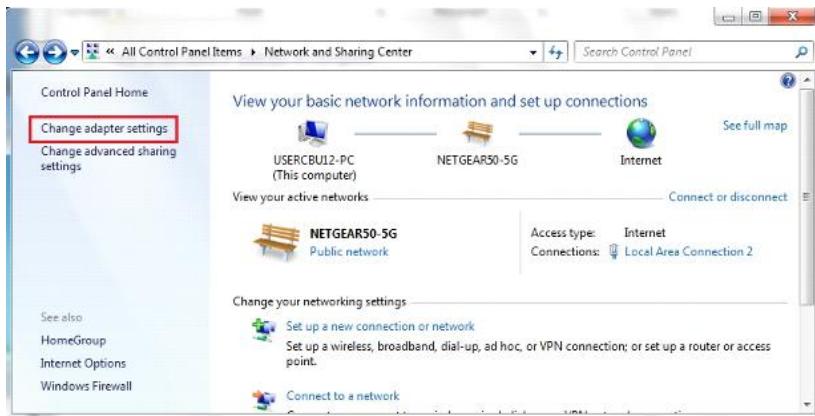 « All Control Panel Items ▸ Network and Sharing Center
Search Control Panel
Control Panel Home
Change adapter settings
Change advanced sharing
settings
See also
HomeGroup
Internet Options
Windows Firewall
View your basic network information and set up connections
See full map
USERCBU12-PC
(This computer)
NETGEAR50-5G
Internet
View your active networks
Connect or disconnect
NETGEAR50-5G
Public network
Access type: Internet
Connections: Local Area Connection 2
Change your networking settings
Set up a new connection or network
Set up a wireless, broadband, dial-up, ad hoc, or VPN connection; or set up a router or access
point.
Connect to a network